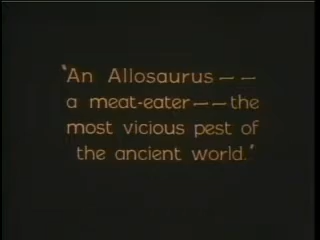 "An Allosaurus——
a meat-eater——the
most vicious pest of
the ancient world."